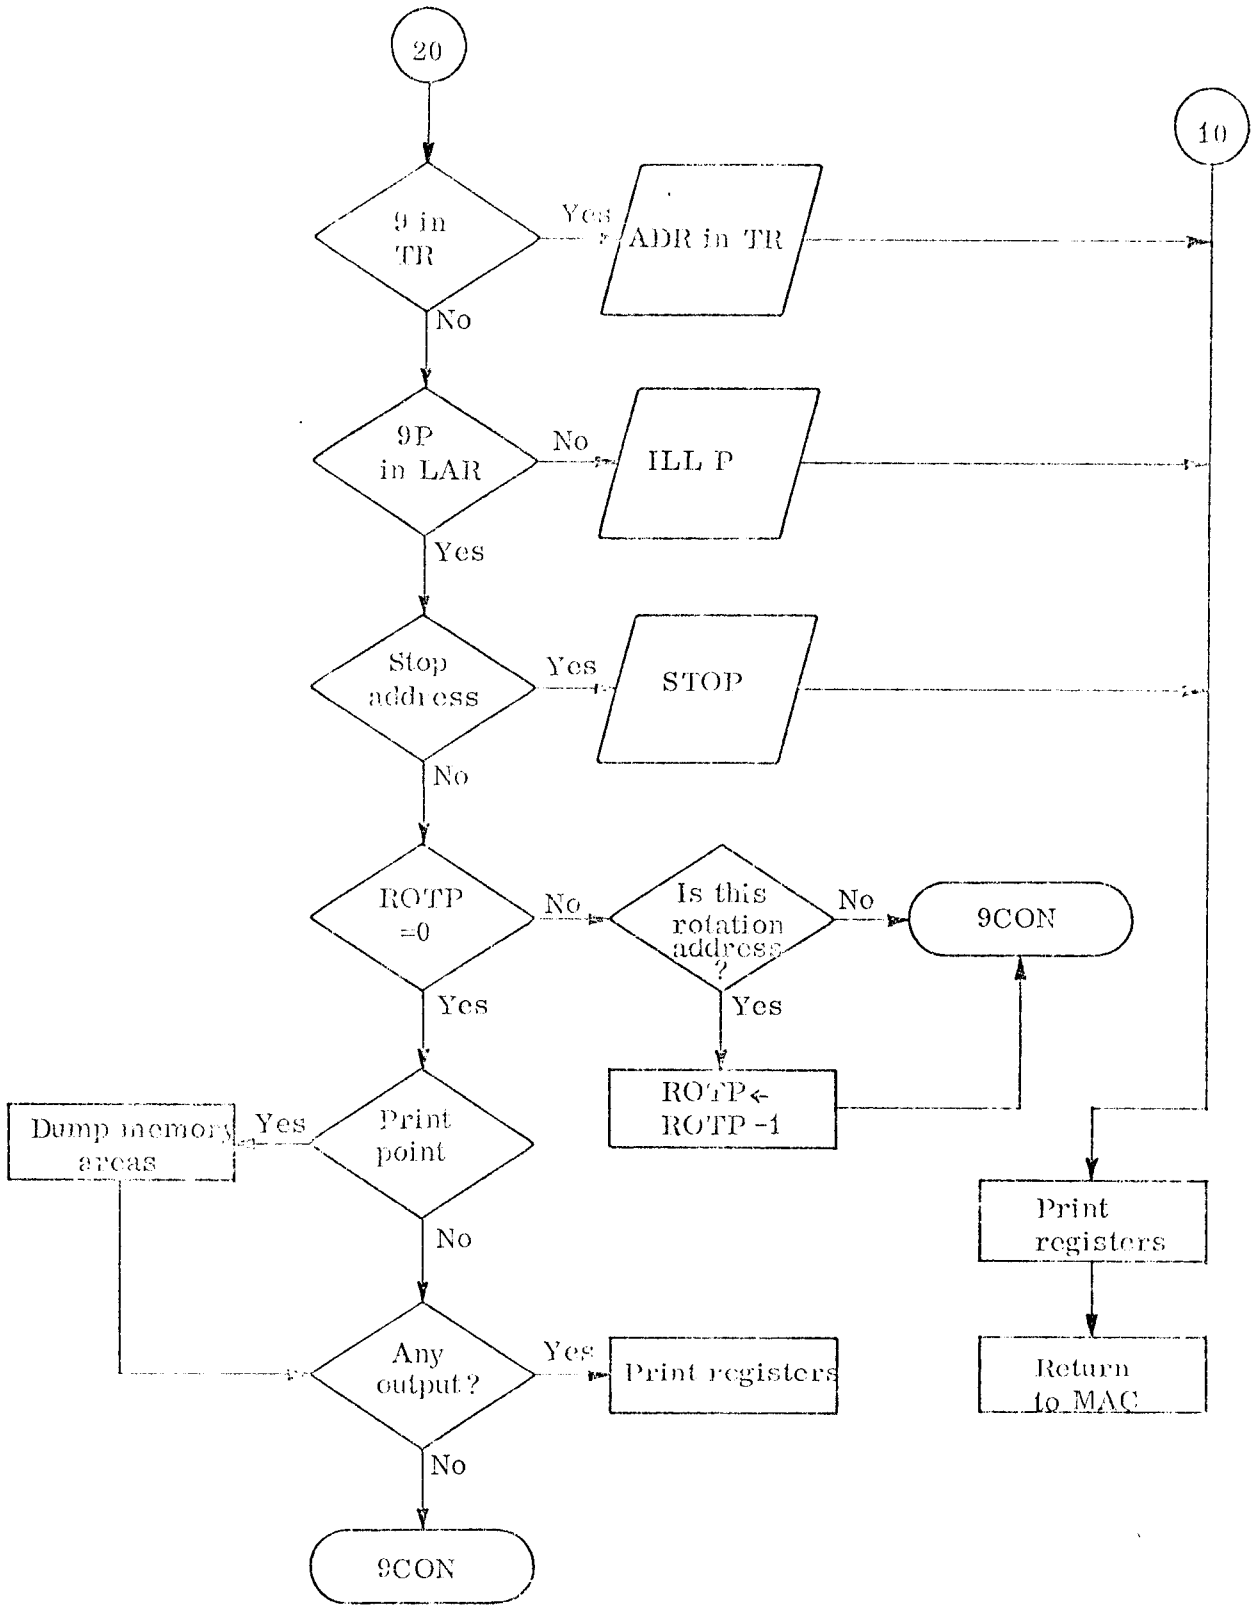 20
10
9 in
TR
Yes
ADR in TR
No
9P
in LAR
No
ILL P
Yes
Stop
address
Yes
STOP
No
ROTP
=0
No
Is this
rotation
address
?
No
9CON
Yes
Yes
ROTP←
ROTP -1
Print
point
Yes
Dump memory
areas
No
Print
registers
Any
output?
Yes
Print registers
Return
to MAC
No
9CON